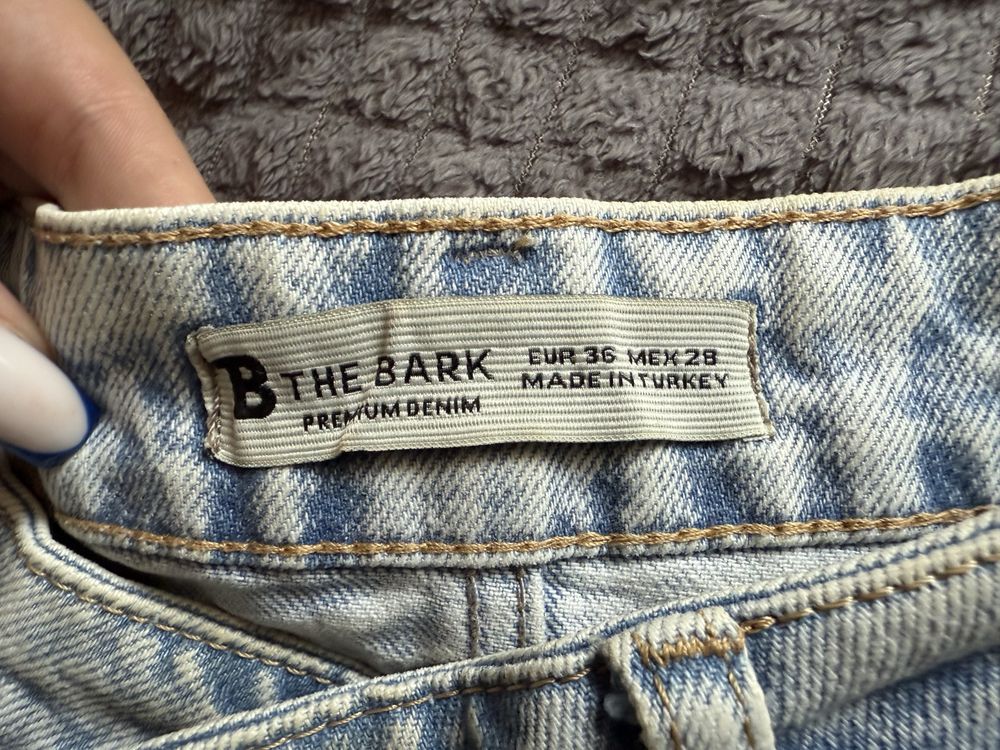 B THE BARK
PREMIUM DENIM
EUR 36 MEX 28
MADE IN TURKEY